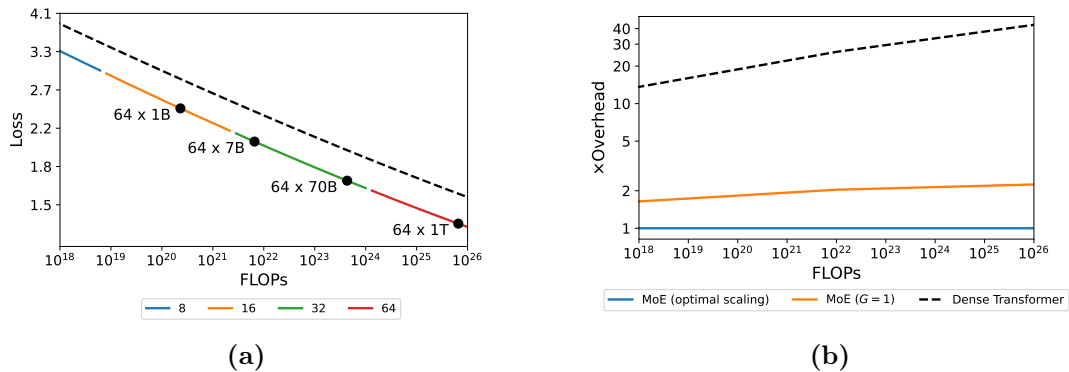 4.1
3.3
2.7
2.2
1.8
1.5
Loss
64 x 1B
64 x 7B
64 x 70B
64 x 1T
10^18 10^19 10^20 10^21 10^22 10^23 10^24 10^25 10^26
FLOPs
8 16 32 64
(a)
40
30
20
10
5
2
1
×Overhead
10^18 10^19 10^20 10^21 10^22 10^23 10^24 10^25 10^26
FLOPs
MoE (optimal scaling) MoE (G = 1) Dense Transformer
(b)